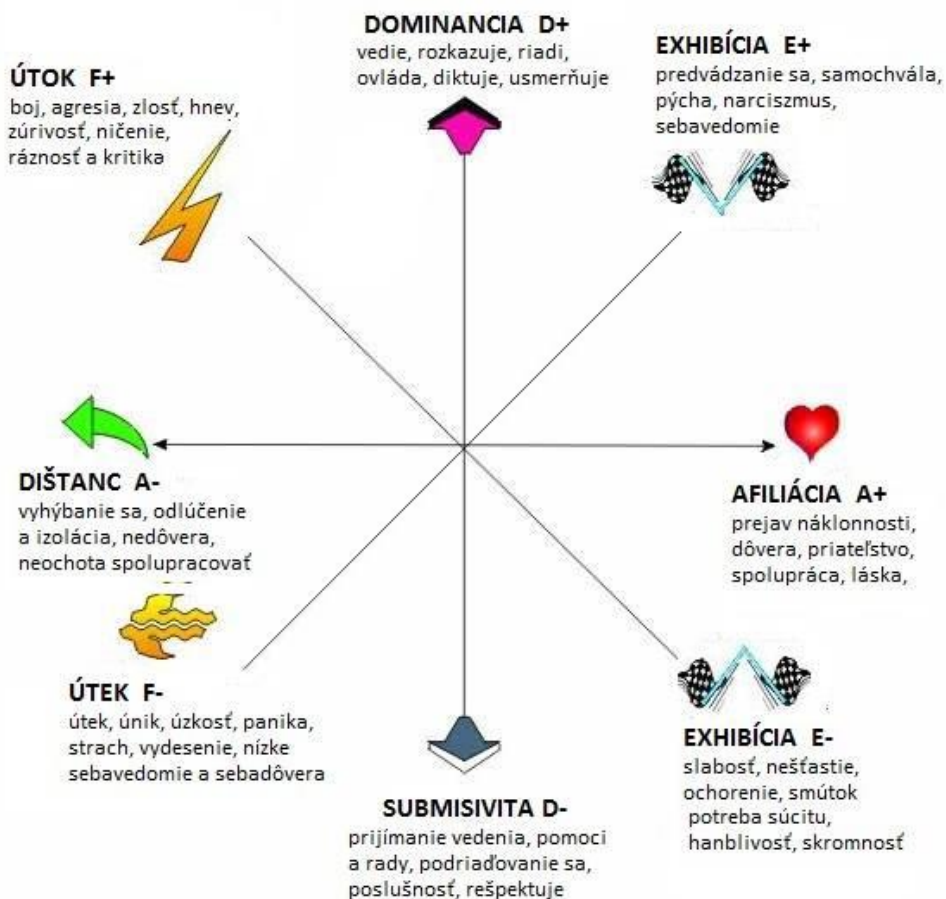 DOMINANCIA D+
vedie, rozkazuje, riadi,
ovláda, diktuje, usmerňuje
EXHIBÍCIA E+
predvádzanie sa, samochvála,
pýcha, narcizmus,
sebavedomie
ÚTOK F+
boj, agresia, zlosť, hnev,
zúrivosť, ničenie,
ráznosť a kritika
DIŠTANC A-
vyhýbanie sa, odlúčenie
a izolácia, nedôvera,
neochota spolupracovať
AFILIÁCIA A+
prejav náklonnosti,
dôvera, priateľstvo,
spolupráca, láska,
ÚTEK F-
útek, únik, úzkosť, panika,
strach, vydesenie, nízke
sebavedomie a sebadôvera
EXHIBÍCIA E-
slabosť, nešťastie,
ochorenie, smútok
potreba súcitu,
hanblivosť, skromnosť
SUBMISIVITA D-
prijímanie vedenia, pomoci
a rady, podriaďovanie sa,
poslušnosť, rešpektuje